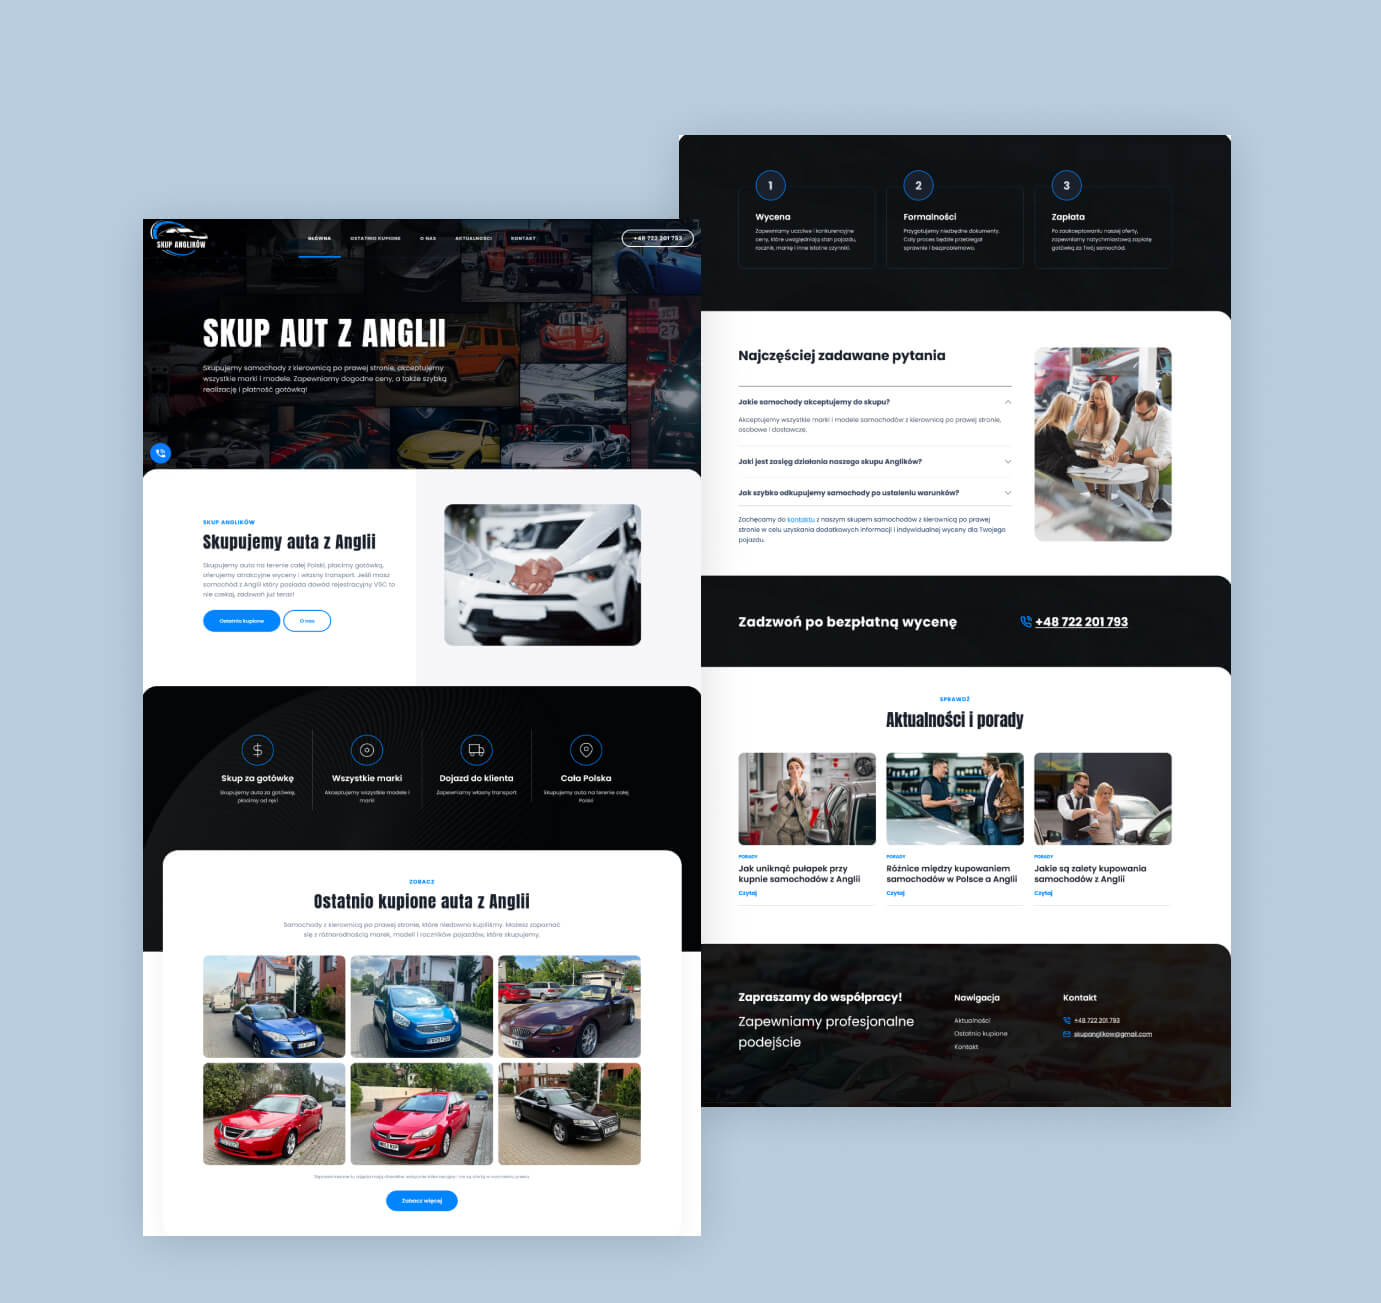 SKUP ANGLIKÓW
GŁÓWNA
OSTATNIO KUPIONE
O NAS
AKTUALNOŚCI
KONTAKT
+48 722 201 793
SKUP AUT Z ANGLII
Skupujemy samochody z kierownicą po prawej stronie, akceptujemy
wszystkie marki i modele. Zapewniamy dogodne ceny, a także szybką
realizację i płatność gotówką!
SKUP ANGLIKÓW
Skupujemy auta z Anglii
Skupujemy auta na terenie całej Polski, płacimy gotówką,
oferujemy atrakcyjne wyceny i własny transport. Jeśli masz
samochód z Anglii który posiada dowód rejestracyjny V5C to
nie czekaj, zadzwoń już teraz!
Ostatnio kupione
O nas
Skup za gotówkę
Skupujemy auta za gotówkę,
płacimy od ręki!
Wszystkie marki
Akceptujemy wszystkie modele i
marki
Dojazd do klienta
Zapewniamy własny transport
Cała Polska
Skupujemy auta na terenie całej
Polski
ZOBACZ
Ostatnio kupione auta z Anglii
Samochody z kierownicą po prawej stronie, które niedawno kupiliśmy. Możesz zapoznać
się z różnorodnością marek, modeli i roczników pojazdów, które skupujemy.
Zobacz więcej
1
Wycena
Zapewniamy uczciwe i konkurencyjne
ceny, które uwzględniają stan pojazdu,
rocznik, markę i inne istotne czynniki.
2
Formalności
Przygotujemy niezbędne dokumenty.
Cały proces będzie przebiegał
sprawnie i bezproblemowo.
3
Zapłata
Po zaakceptowaniu naszej oferty,
zapewniamy natychmiastową zapłatę
gotówką za Twój samochód.
Najczęściej zadawane pytania
Jakie samochody akceptujemy do skupu?
Akceptujemy wszystkie marki i modele samochodów z kierownicą po prawej stronie,
osobowe i dostawcze.
Jaki jest zasięg działania naszego skupu Anglików?
Jak szybko odkupujemy samochody po ustaleniu warunków?
Zachęcamy do kontaktu z naszym skupem samochodów z kierownicą po prawej
stronie w celu uzyskania dodatkowych informacji i indywidualnej wyceny dla Twojego
pojazdu.
Zadzwoń po bezpłatną wycenę
+48 722 201 793
SPRAWDŹ
Aktualności i porady
PORADY
Jak uniknąć pułapek przy
kupnie samochodów z Anglii
Czytaj
PORADY
Różnice między kupowaniem
samochodów w Polsce a Anglii
Czytaj
PORADY
Jakie są zalety kupowania
samochodów z Anglii
Czytaj
Zapraszamy do współpracy!
Zapewniamy profesjonalne
podejście
Nawigacja
Aktualności
Ostatnio kupione
Kontakt
Kontakt
+48 722 201 793
skupanglikow@gmail.com